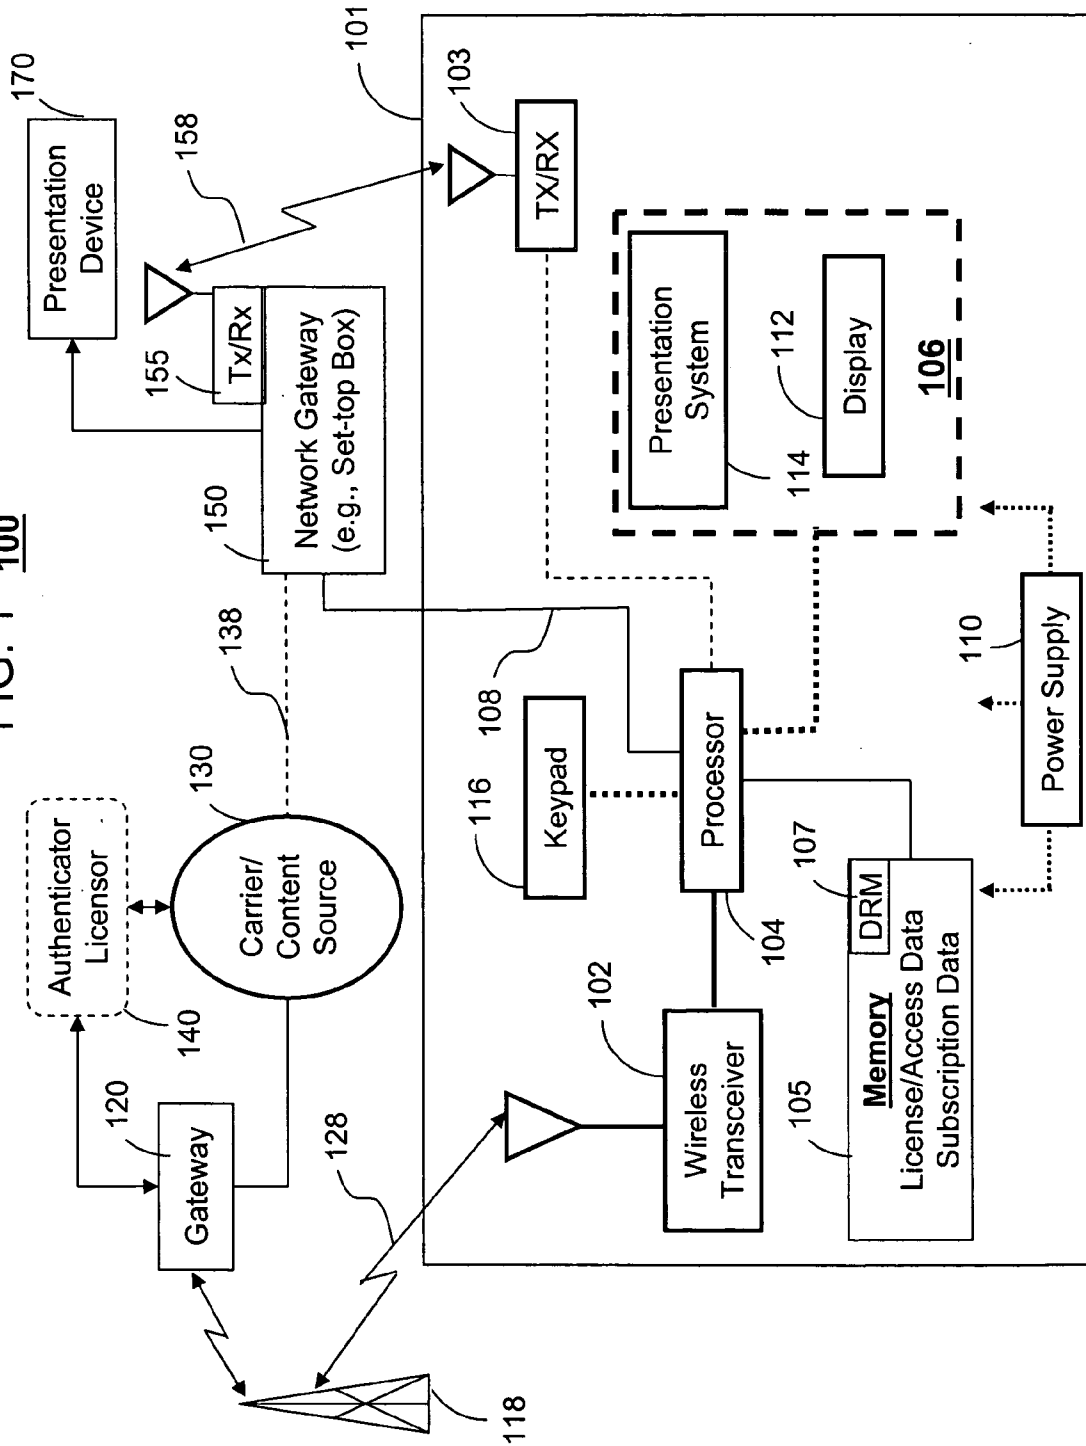 FIG. 1
100
Authenticator
Licensor
140
120
Gateway
130
Carrier/
Content
Source
138
150
Network Gateway
(e.g., Set-top Box)
155
Tx/Rx
158
170
Presentation
Device
118
128
101
103
TX/RX
102
Wireless
Transceiver
116
Keypad
108
Processor
104
Presentation
System
114
112
Display
106
105
Memory
107
DRM
License/Access Data
Subscription Data
110
Power Supply